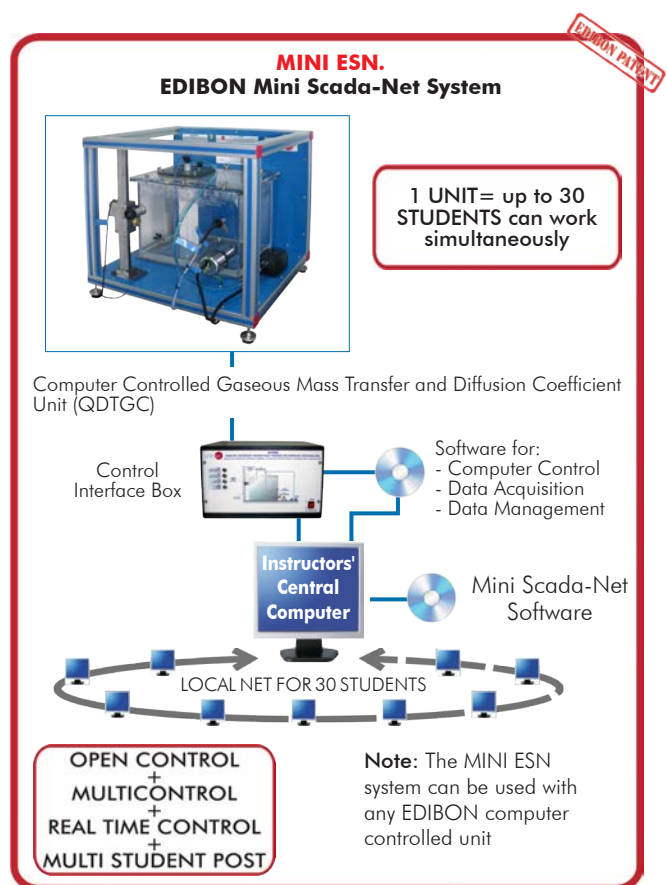 EDIBON PATENT
MINI ESN.
EDIBON Mini Scada-Net System
1 UNIT= up to 30
STUDENTS can work
simultaneously
Computer Controlled Gaseous Mass Transfer and Diffusion Coefficient
Unit (QDTGC)
Control
Interface Box
Software for:
- Computer Control
- Data Acquisition
- Data Management
Instructors'
Central
Computer
Mini Scada-Net
Software
LOCAL NET FOR 30 STUDENTS
OPEN CONTROL
+
MULTICONTROL
+
REAL TIME CONTROL
+
MULTI STUDENT POST
Note: The MINI ESN
system can be used with
any EDIBON computer
controlled unit